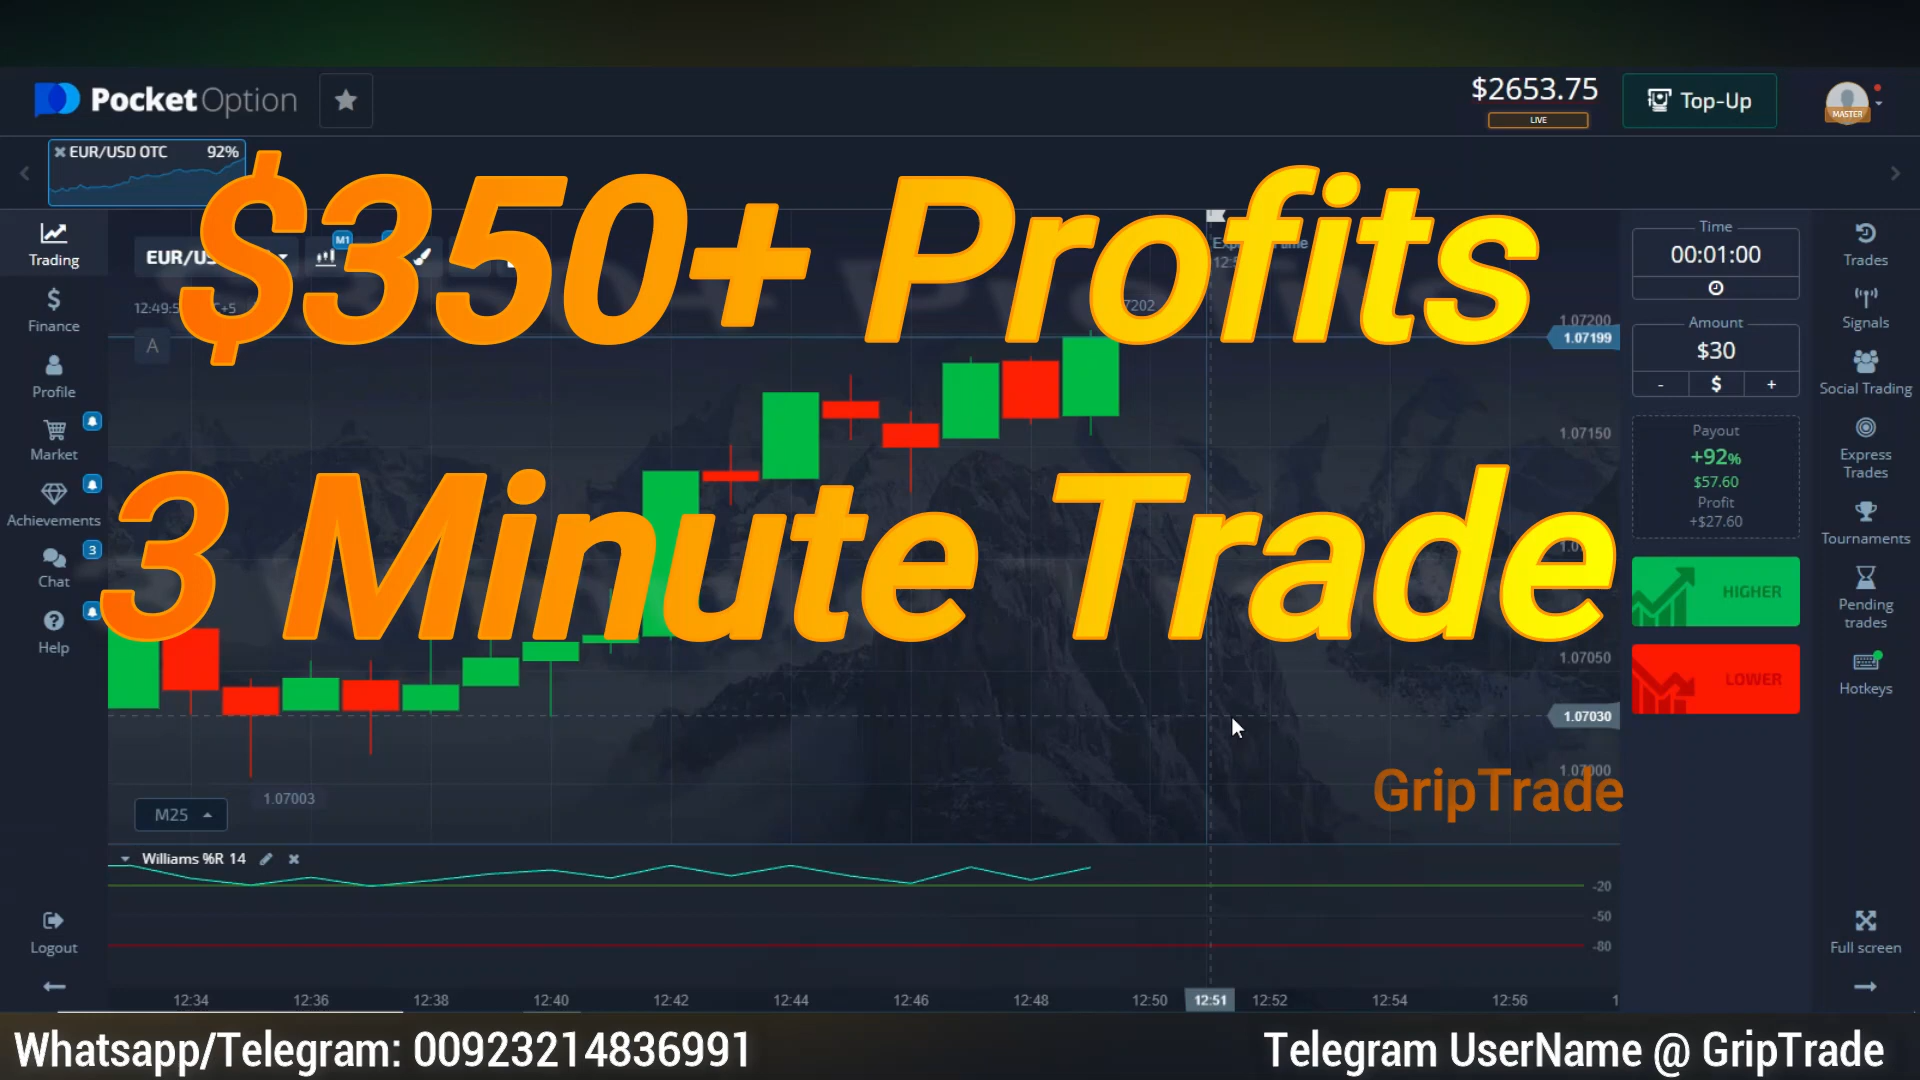 PocketOption
$2653.75
LIVE
Top-Up
MASTER
EUR/USD OTC 92%
$350+ Profits
3 Minute Trade
Trading
Finance
Profile
Market
Achievements
Chat
3
Help
Logout
M1
A
M25
1.07003
1.07200
1.07199
1.07150
1.07050
1.07030
1.07000
GripTrade
Williams %R 14
-20
-50
-80
12:34
12:36
12:38
12:40
12:42
12:44
12:46
12:48
12:50
12:51
12:52
12:54
12:56
Time
00:01:00
Amount
$30
- $ +
Payout
+92%
$57.60
Profit
+$27.60
HIGHER
LOWER
Trades
Signals
Social Trading
Express
Trades
Tournaments
Pending
trades
Hotkeys
Full screen
Whatsapp/Telegram: 00923214836991
Telegram UserName @ GripTrade